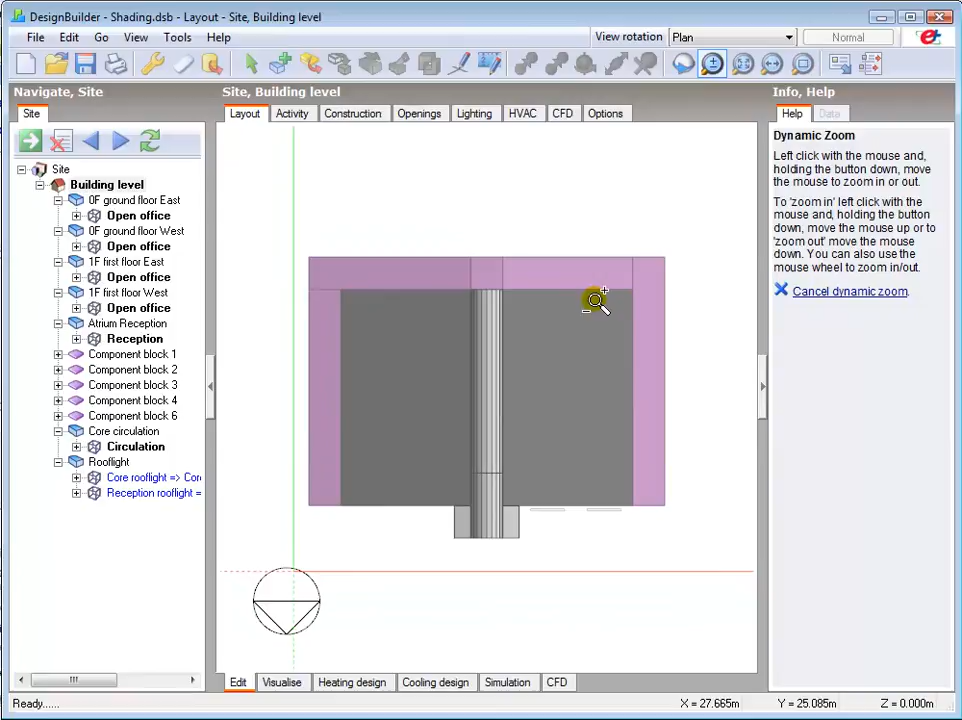 DesignBuilder - Shading.dsb - Layout - Site, Building level
File Edit Go View Tools Help
View rotation Plan Normal
Navigate, Site
Site, Building level
Info, Help
Site
Layout Activity Construction Openings Lighting HVAC CFD Options
Help Data
Site
Building level
0F ground floor East
Open office
0F ground floor West
Open office
1F first floor East
Open office
1F first floor West
Open office
Atrium Reception
Reception
Component block 1
Component block 2
Component block 3
Component block 4
Component block 6
Core circulation
Circulation
Rooflight
Core rooflight => Cor
Reception rooflight =
Dynamic Zoom
Left click with the mouse and,
holding the button down, move
the mouse to zoom in or out.
To 'zoom in' left click with the
mouse and, holding the button
down, move the mouse up or to
'zoom out' move the mouse
down. You can also use the
mouse wheel to zoom in/out.
Cancel dynamic zoom.
Edit Visualise Heating design Cooling design Simulation CFD
Ready......
X = 27.665m Y = 25.085m Z = 0.000m